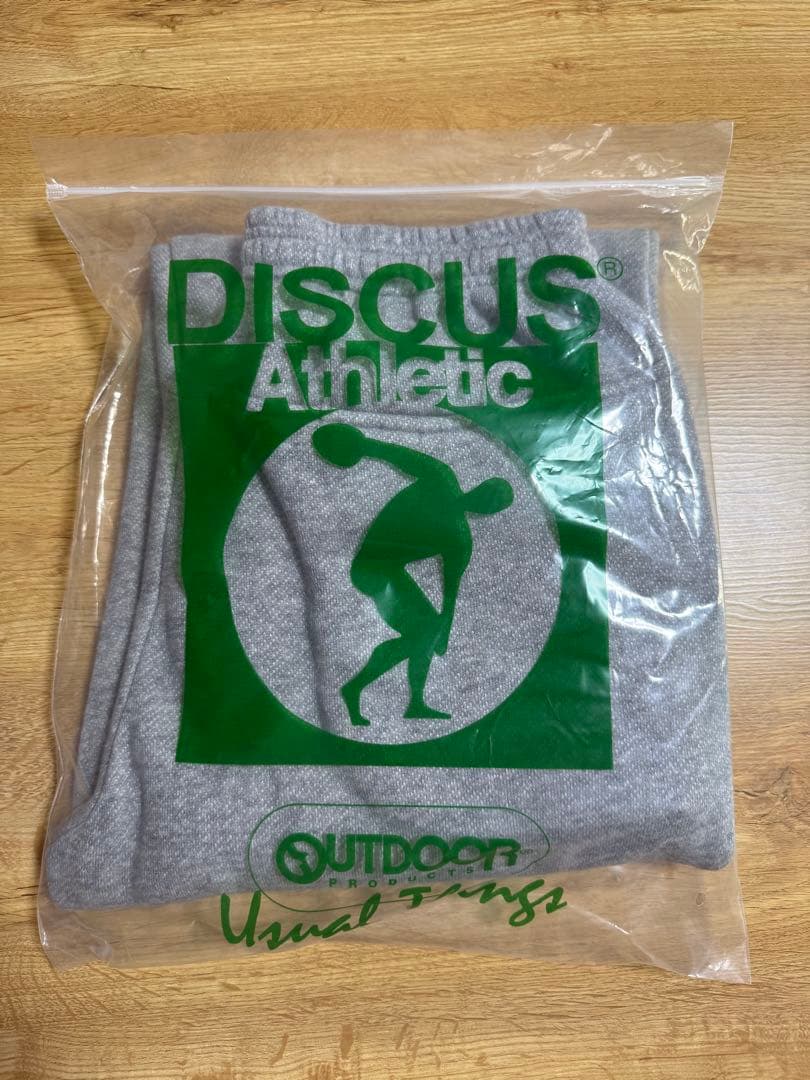 DISCUS®
Athletic
OUTDOOR
PRODUCTS
Usual Things